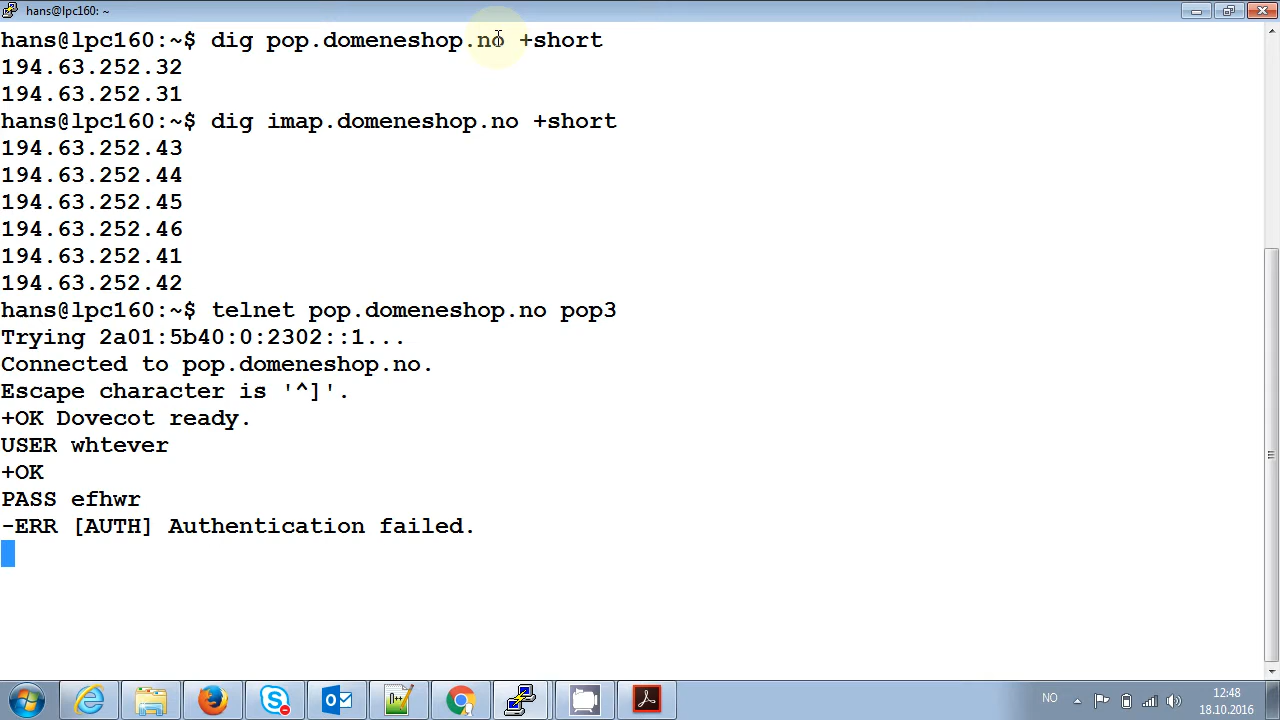 hans@lpc160: ~
hans@lpc160:~$ dig pop.domeneshop.no +short
194.63.252.32
194.63.252.31
hans@lpc160:~$ dig imap.domeneshop.no +short
194.63.252.43
194.63.252.44
194.63.252.45
194.63.252.46
194.63.252.41
194.63.252.42
hans@lpc160:~$ telnet pop.domeneshop.no pop3
Trying 2a01:5b40:0:2302::1...
Connected to pop.domeneshop.no.
Escape character is '^]'.
+OK Dovecot ready.
USER whtever
+OK
PASS efhwr
-ERR [AUTH] Authentication failed.
NO
12:48
18.10.2016